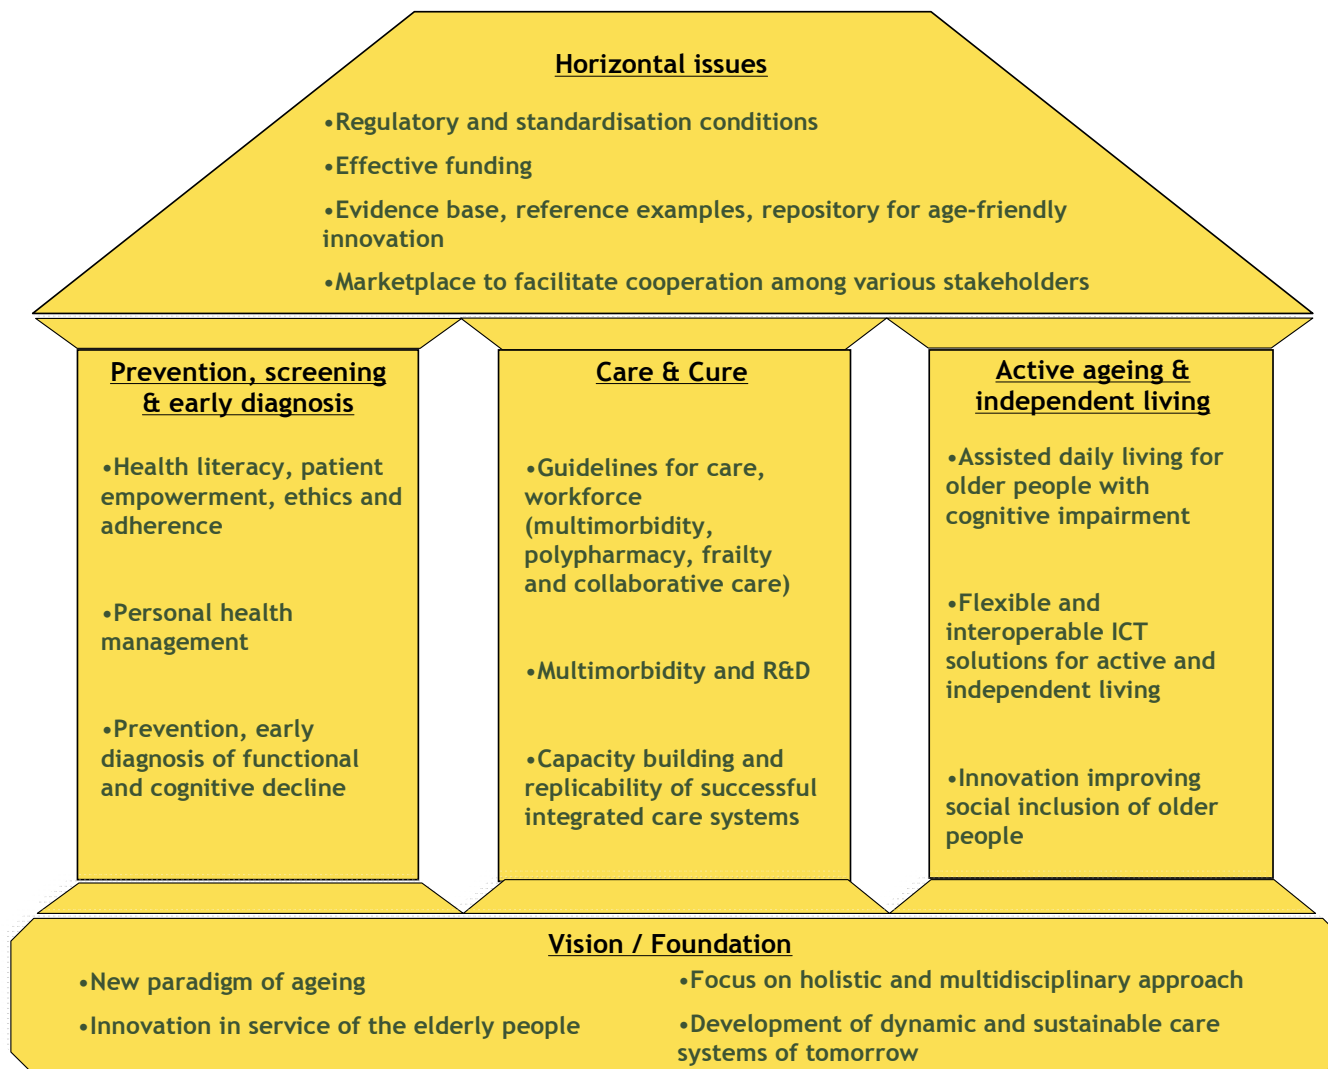 Horizontal issues
•Regulatory and standardisation conditions
•Effective funding
•Evidence base, reference examples, repository for age-friendly
innovation
•Marketplace to facilitate cooperation among various stakeholders
Prevention, screening
& early diagnosis
•Health literacy, patient
empowerment, ethics and
adherence
•Personal health
management
•Prevention, early
diagnosis of functional
and cognitive decline
Care & Cure
•Guidelines for care,
workforce
(multimorbidity,
polypharmacy, frailty
and collaborative care)
•Multimorbidity and R&D
•Capacity building and
replicability of successful
integrated care systems
Active ageing &
independent living
•Assisted daily living for
older people with
cognitive impairment
•Flexible and
interoperable ICT
solutions for active and
independent living
•Innovation improving
social inclusion of older
people
Vision / Foundation
•New paradigm of ageing
•Innovation in service of the elderly people
•Focus on holistic and multidisciplinary approach
•Development of dynamic and sustainable care
systems of tomorrow